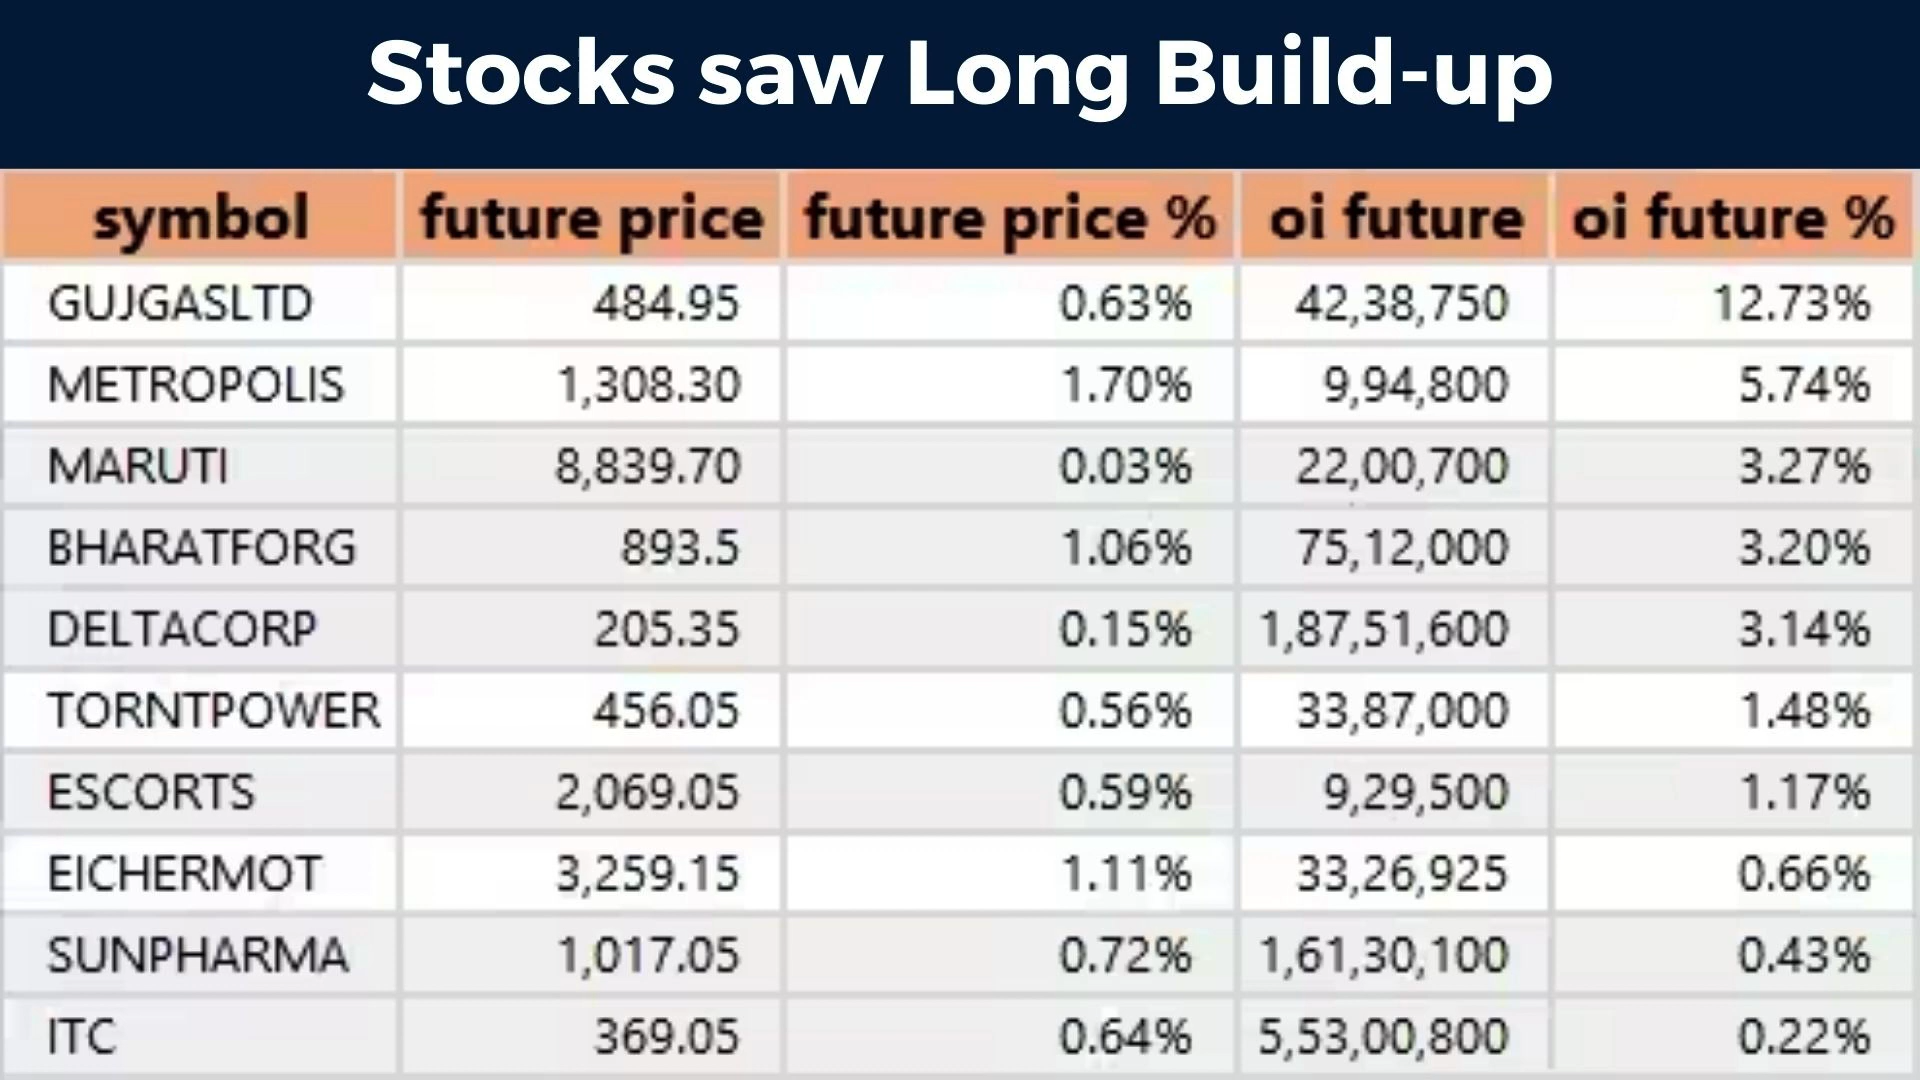 Stocks saw Long Build-up
symbol future price future price % oi future oi future %
GUJGASLTD 484.95 0.63% 42,38,750 12.73%
METROPOLIS 1,308.30 1.70% 9,94,800 5.74%
MARUTI 8,839.70 0.03% 22,00,700 3.27%
BHARATFORG 893.5 1.06% 75,12,000 3.20%
DELTACORP 205.35 0.15% 1,87,51,600 3.14%
TORNTPOWER 456.05 0.56% 33,87,000 1.48%
ESCORTS 2,069.05 0.59% 9,29,500 1.17%
EICHERMOT 3,259.15 1.11% 33,26,925 0.66%
SUNPHARMA 1,017.05 0.72% 1,61,30,100 0.43%
ITC 369.05 0.64% 5,53,00,800 0.22%